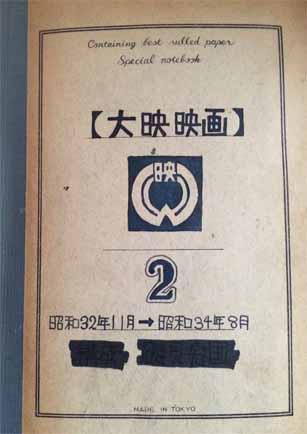 Containing best rulled paper
Special notebook
【大映映画】
映
2
昭和32年11月→昭和34年8月
MADE IN TOKYO